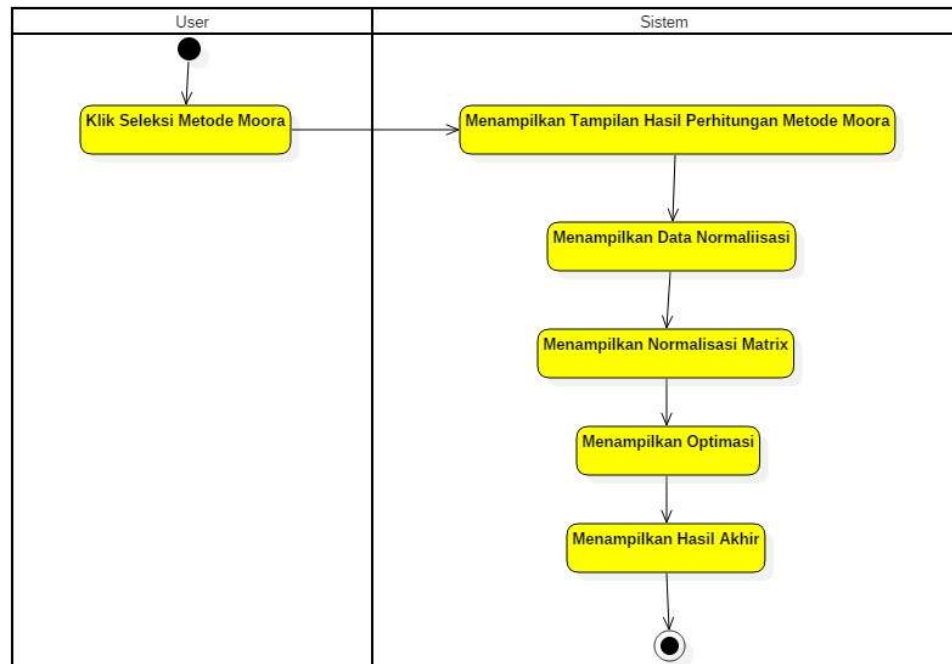 User
Sistem
Klik Seleksi Metode Moora
Menampilkan Tampilan Hasil Perhitungan Metode Moora
Menampilkan Data Normaliisasi
Menampilkan Normalisasi Matrix
Menampilkan Optimasi
Menampilkan Hasil Akhir